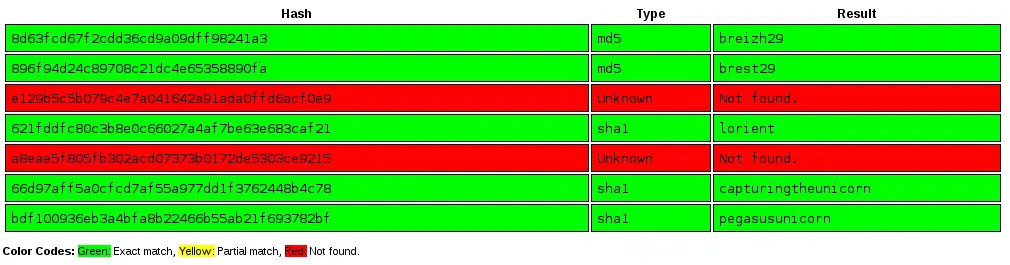 Hash Type Result
8d63fcd67f2cdd36cd9a09dff98241a3 md5 breizh29
896f94d24c89708c21dc4e65358890fa md5 brest29
e129b5c5b079c4e7a041642a91ada0ffd6acf0e9 Unknown Not found.
621fddfc80c3b8e0c66027a4af7be63e683caf21 sha1 lorient
a8eae5f805fb302acd07373b0172de5303ce9215 Unknown Not found.
66d97aff5a0cfcd7af55a977dd1f3762448b4c78 sha1 capturingtheunicorn
bdf100936eb3a4bfa8b22466b55ab21f693782bf sha1 pegasusunicorn
Color Codes: Green: Exact match, Yellow: Partial match, Red: Not found.